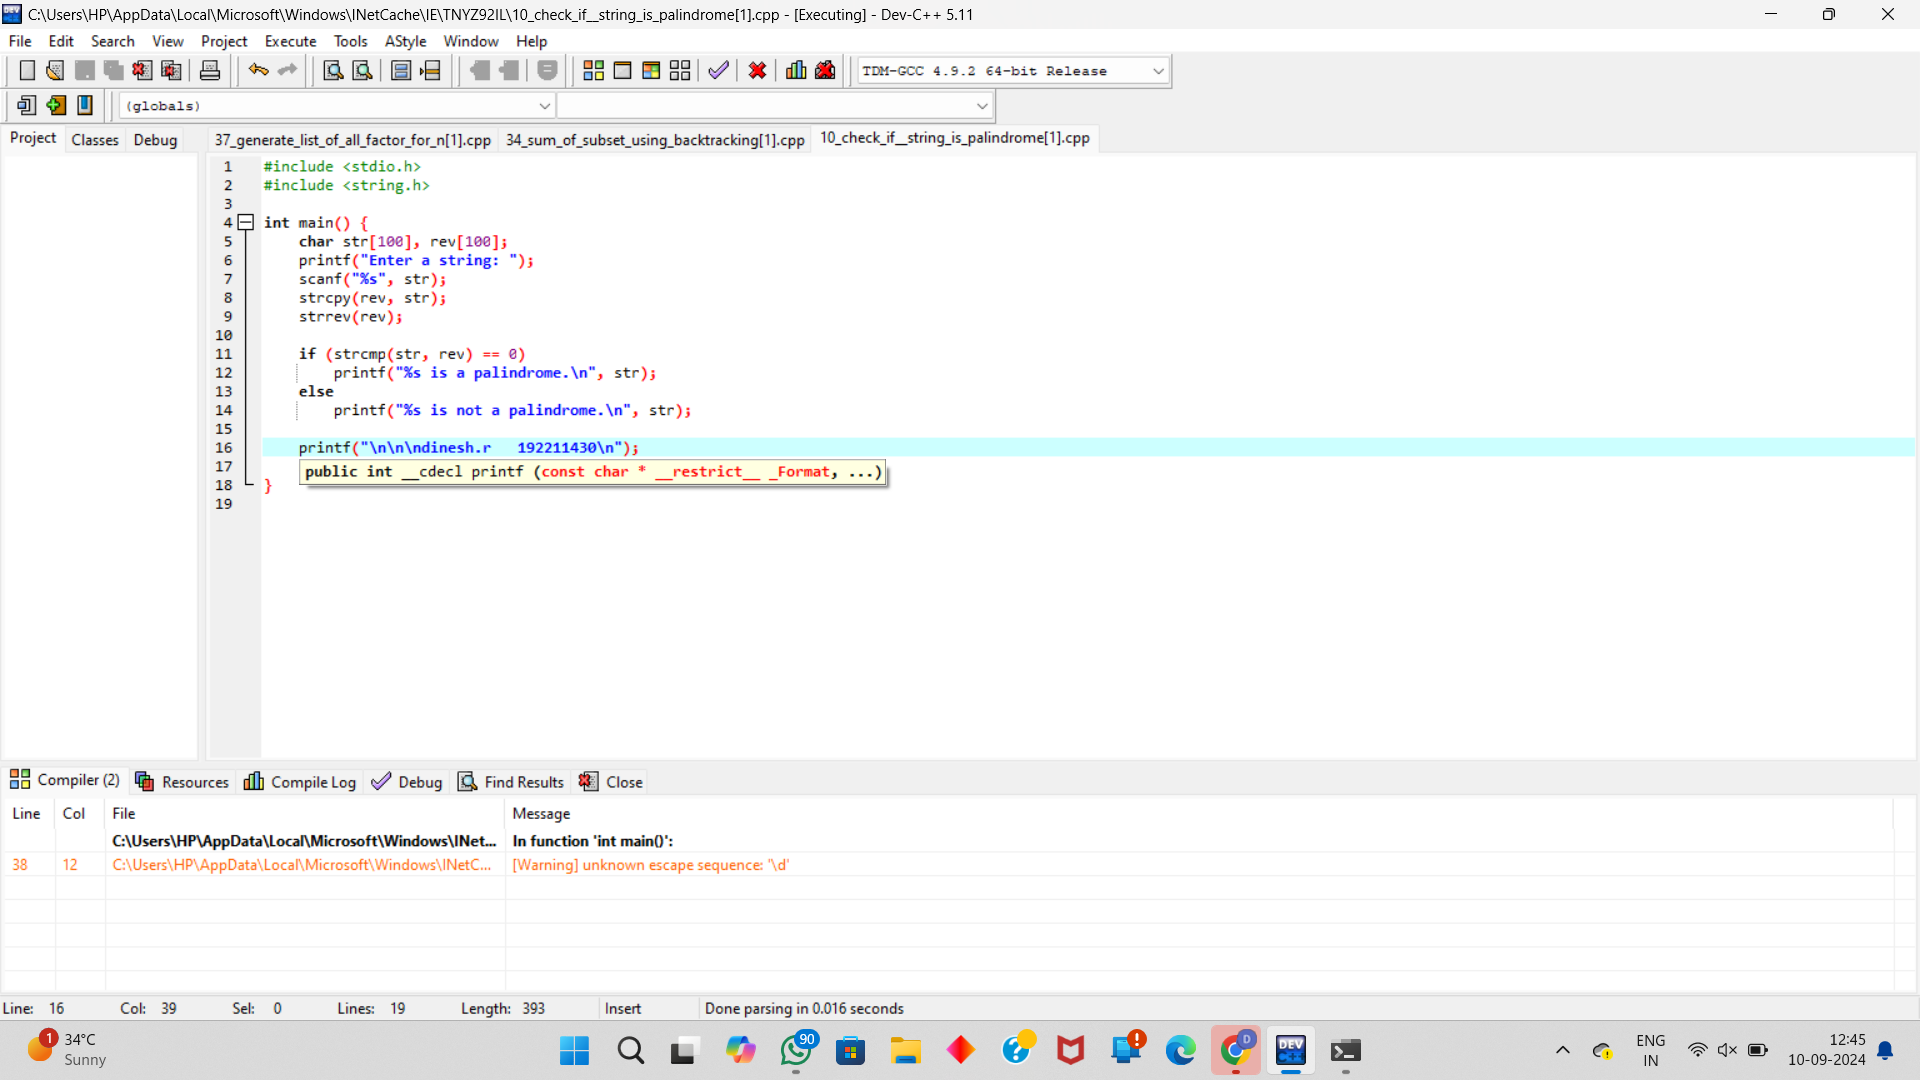 C:\Users\HP\AppData\Local\Microsoft\Windows\INetCache\IE\TNYZ92IL\10_check_if__string_is_palindrome[1].cpp - [Executing] - Dev-C++ 5.11
File Edit Search View Project Execute Tools AStyle Window Help
TDM-GCC 4.9.2 64-bit Release
(globals)
Project Classes Debug
37_generate_list_of_all_factor_for_n[1].cpp 34_sum_of_subset_using_backtracking[1].cpp 10_check_if__string_is_palindrome[1].cpp
1 #include <stdio.h>
2 #include <string.h>
3
4 int main() {
5 char str[100], rev[100];
6 printf("Enter a string: ");
7 scanf("%s", str);
8 strcpy(rev, str);
9 strrev(rev);
10
11 if (strcmp(str, rev) == 0)
12 printf("%s is a palindrome.\n", str);
13 else
14 printf("%s is not a palindrome.\n", str);
15
16 printf("\n\n\ndinesh.r   192211430\n");
17 public int __cdecl printf (const char * __restrict__ _Format, ...)
18 }
19
Compiler (2) Resources Compile Log Debug Find Results Close
Line Col File Message
C:\Users\HP\AppData\Local\Microsoft\Windows\INet... In function 'int main()':
38 12 C:\Users\HP\AppData\Local\Microsoft\Windows\INetC... [Warning] unknown escape sequence: '\d'
Line: 16 Col: 39 Sel: 0 Lines: 19 Length: 393 Insert Done parsing in 0.016 seconds
1 34°C
Sunny
90
D
DEV
C++
ENG
IN
12:45
10-09-2024